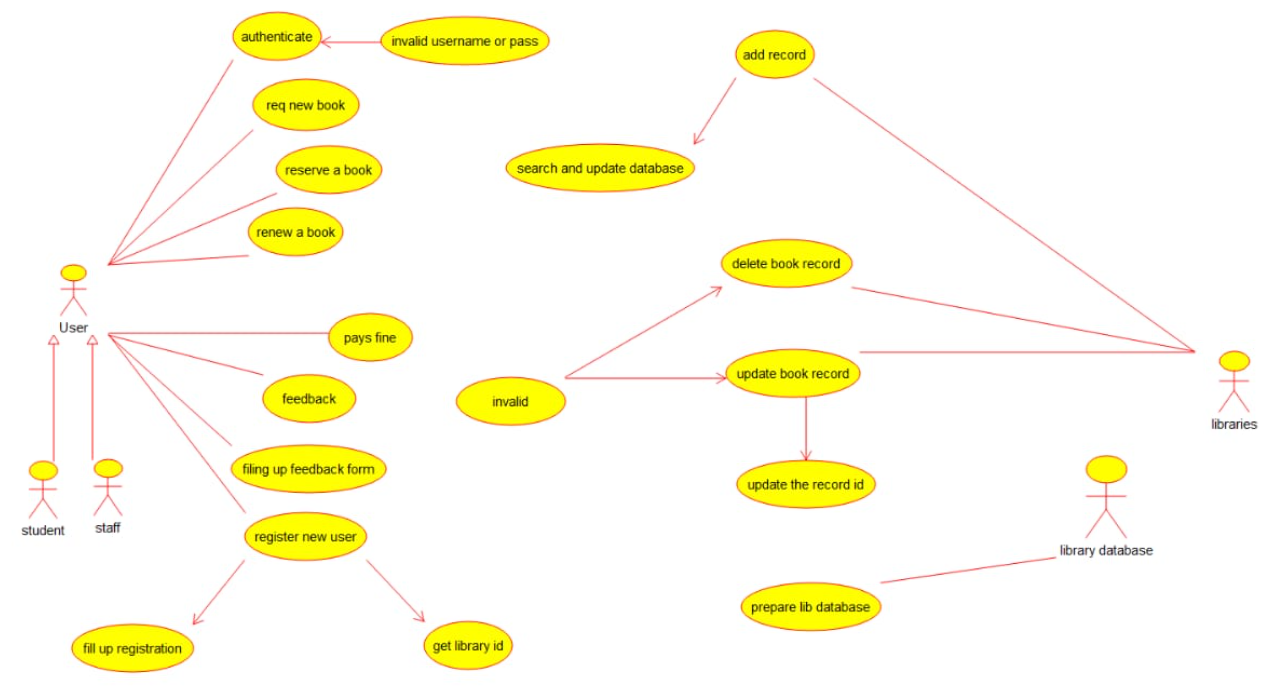 authenticate
invalid username or pass
add record
req new book
search and update database
reserve a book
renew a book
delete book record
User
pays fine
update book record
feedback
invalid
libraries
filing up feedback form
update the record id
student
staff
register new user
library database
prepare lib database
fill up registration
get library id